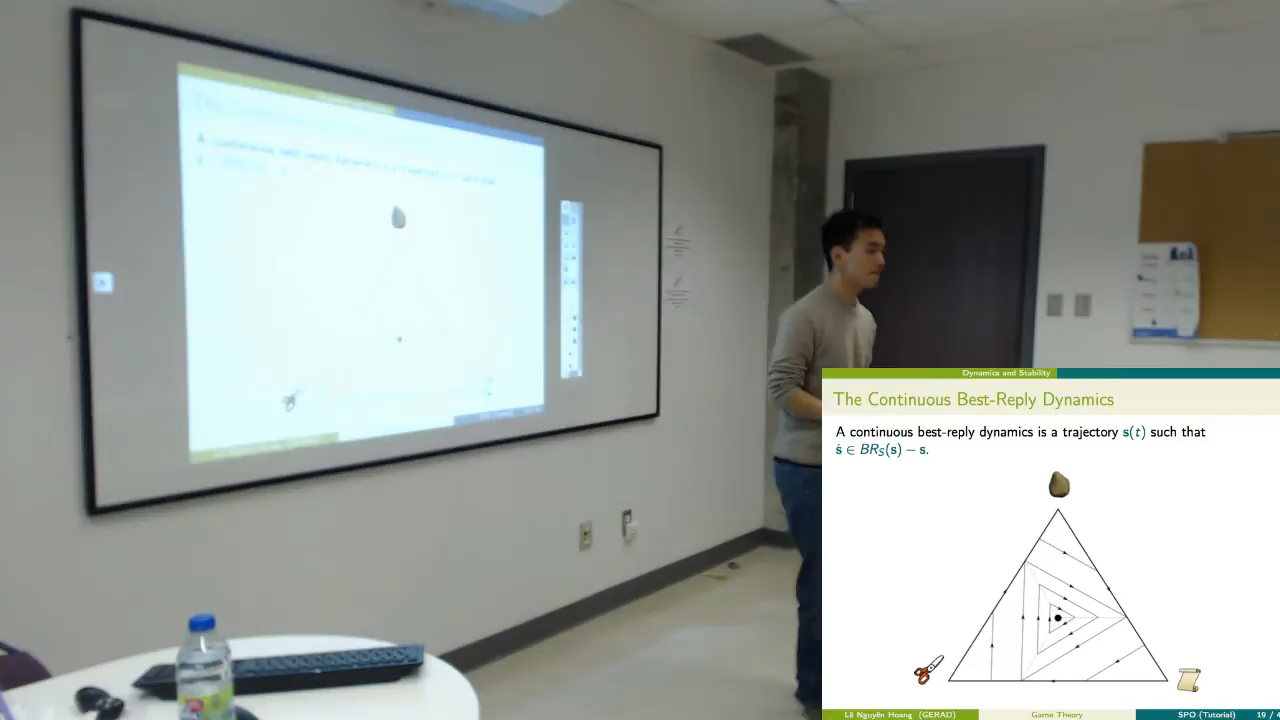 Dynamics and Stability
The Continuous Best-Reply Dynamics
A continuous best-reply dynamics is a trajectory s(t) such that
ṡ ∈ BR_S(s) − s.
Lê Nguyên Hoang (GERAD)
Game Theory
SPO (Tutorial)
19 /